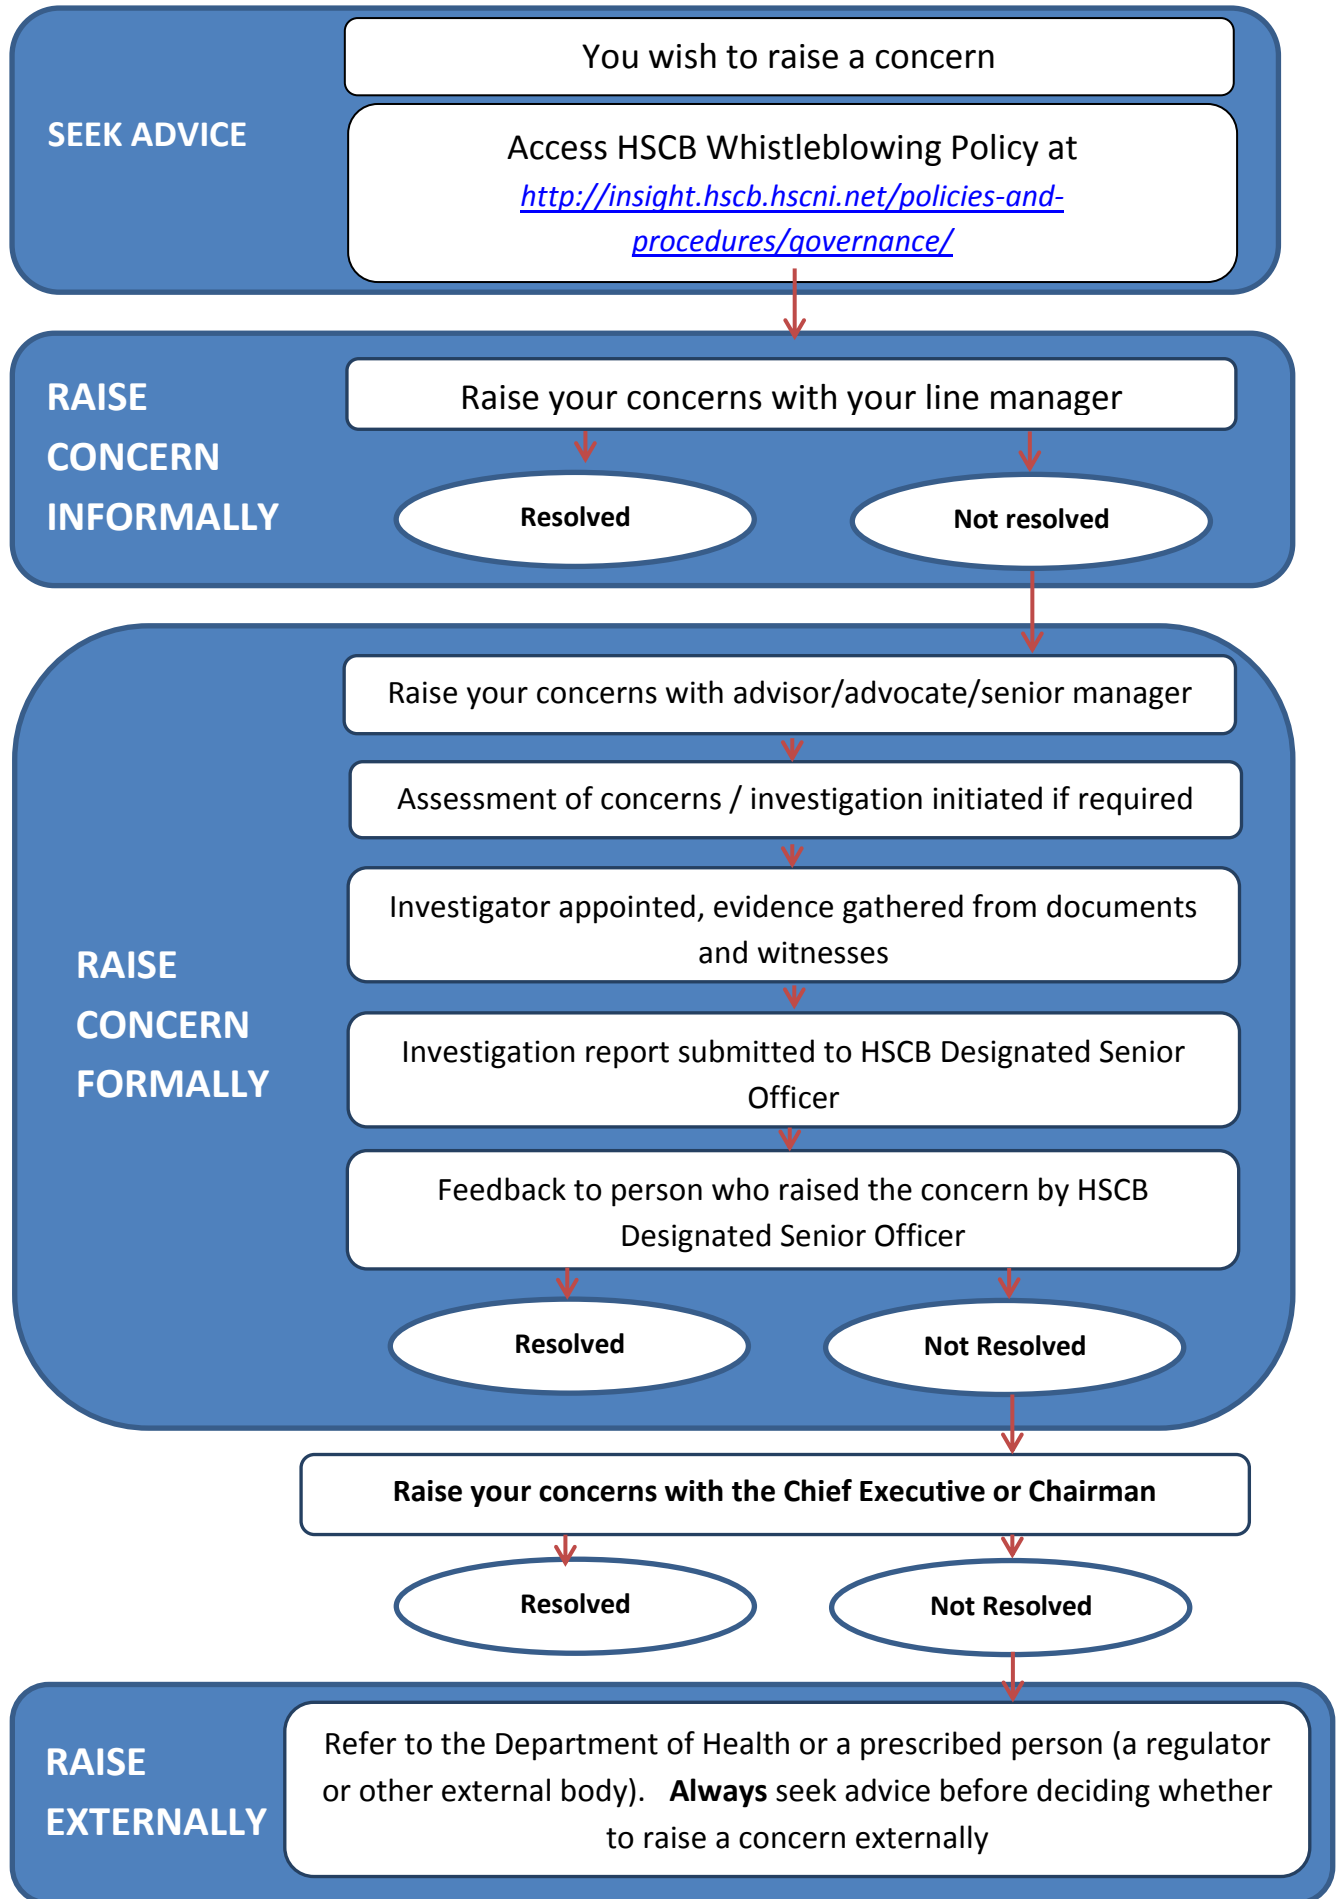 SEEK ADVICE
You wish to raise a concern
Access HSCB Whistleblowing Policy at
http://insight.hscb.hscni.net/policies-and-
procedures/governance/
RAISE
CONCERN
INFORMALLY
Raise your concerns with your line manager
Resolved
Not resolved
RAISE
CONCERN
FORMALLY
Raise your concerns with advisor/advocate/senior manager
Assessment of concerns / investigation initiated if required
Investigator appointed, evidence gathered from documents
and witnesses
Investigation report submitted to HSCB Designated Senior
Officer
Feedback to person who raised the concern by HSCB
Designated Senior Officer
Resolved
Not Resolved
Raise your concerns with the Chief Executive or Chairman
Resolved
Not Resolved
RAISE
EXTERNALLY
Refer to the Department of Health or a prescribed person (a regulator
or other external body).   Always seek advice before deciding whether
to raise a concern externally